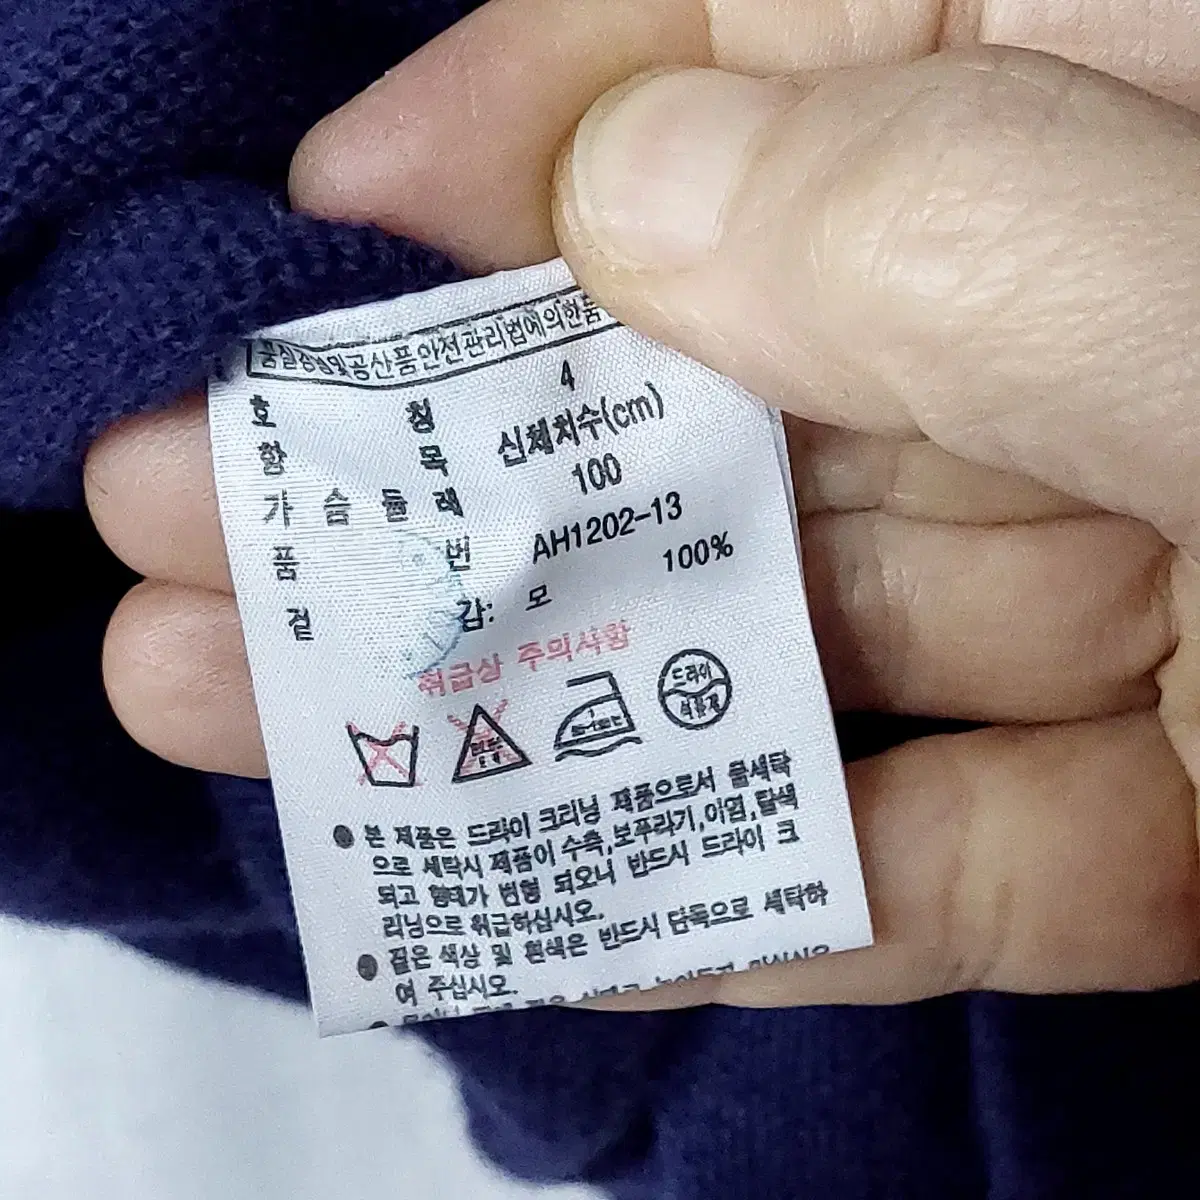 품질경영및공산품안전관리법에의한품
호 칭 4
항 목 신체치수(cm)
가 슴 둘 레 100
품 번 AH1202-13
겉 감: 모 100%
취급상 주의사항
드라이
석유계
본 제품은 드라이 크리닝 제품으로서 물세탁
으로 세탁시 제품이 수축,보푸라기,이염,탈색
되고 형태가 변형 되오니 반드시 드라이 크
리닝으로 취급하십시오.
짙은 색상 및 흰색은 반드시 단독으로 세탁하
여 주십시오.